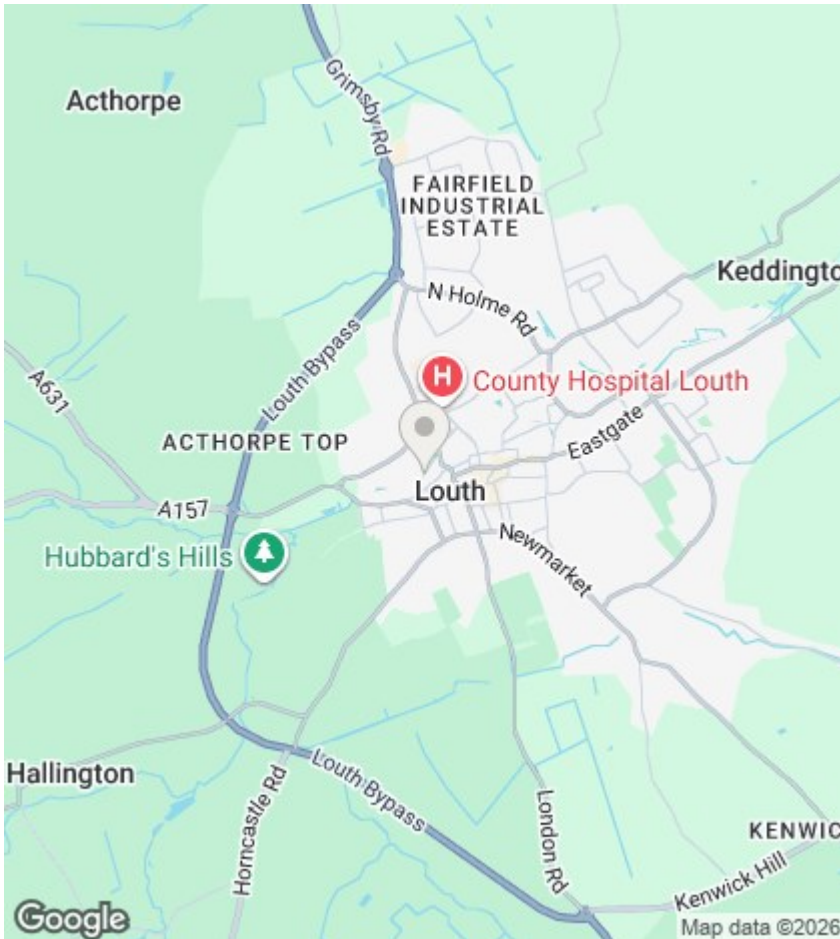 Grimsby Rd
Acthorpe
FAIRFIELD
INDUSTRIAL
ESTATE
Keddingto
N Holme Rd
Louth Bypass
A631
H
County Hospital Louth
ACTHORPE TOP
Eastgate
Louth
A157
Newmarket
Hubbard's Hills
Hallington
Louth Bypass
Horncastle Rd
London Rd
KENWIC
Kenwick Hill
Google
Map data ©2026